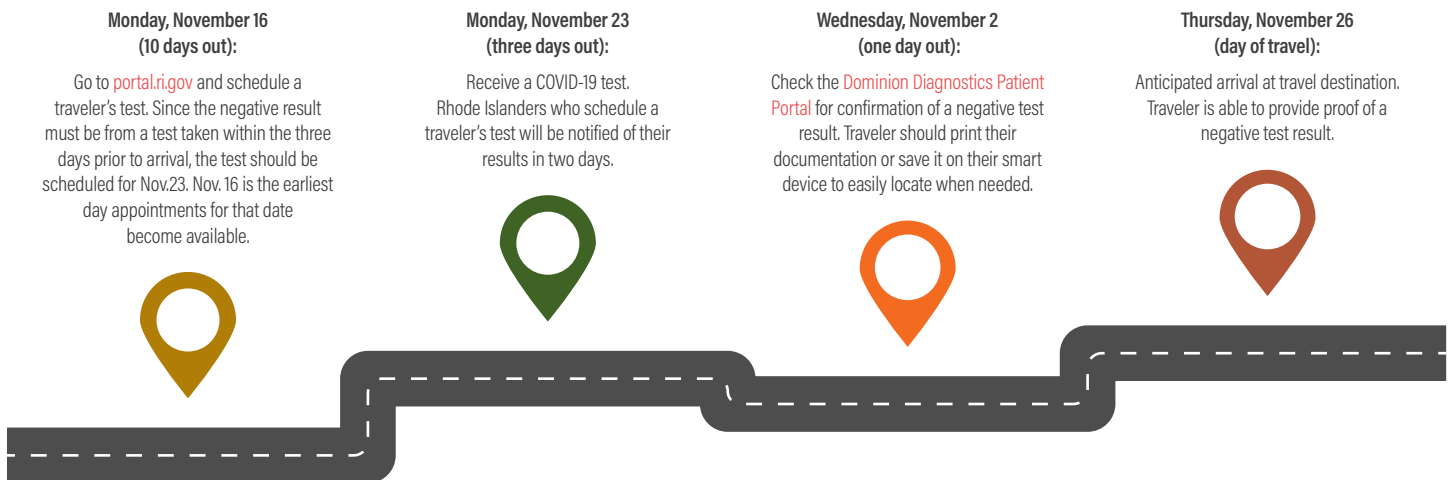 Monday, November 16
(10 days out):
Go to portal.ri.gov and schedule a
traveler's test. Since the negative result
must be from a test taken within the three
days prior to arrival, the test should be
scheduled for Nov.23. Nov. 16 is the earliest
day appointments for that date
become available.
Monday, November 23
(three days out):
Receive a COVID-19 test.
Rhode Islanders who schedule a
traveler's test will be notified of their
results in two days.
Wednesday, November 2
(one day out):
Check the Dominion Diagnostics Patient
Portal for confirmation of a negative test
result. Traveler should print their
documentation or save it on their smart
device to easily locate when needed.
Thursday, November 26
(day of travel):
Anticipated arrival at travel destination.
Traveler is able to provide proof of a
negative test result.